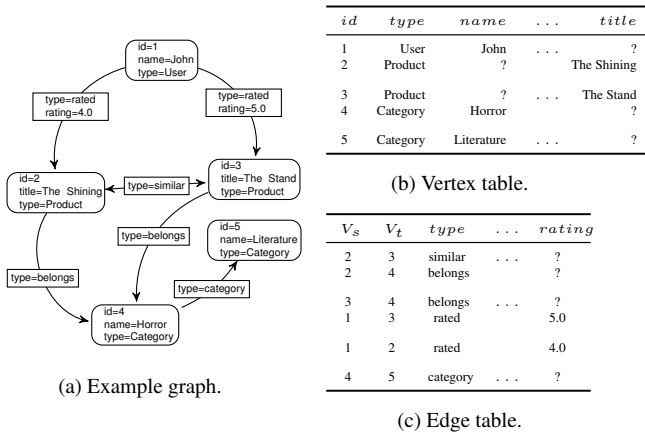 id=1
name=John
type=User
type=rated
rating=4.0
type=rated
rating=5.0
id=2
title=The Shining
type=Product
type=similar
id=3
title=The Stand
type=Product
type=belongs
type=belongs
id=5
name=Literature
type=Category
type=category
id=4
name=Horror
type=Category
(a) Example graph.
id type name . . . title
1 User John . . . ?
2 Product ? The Shining
3 Product ? . . . The Stand
4 Category Horror ?
5 Category Literature . . . ?
(b) Vertex table.
Vs Vt type . . . rating
2 3 similar . . . ?
2 4 belongs ?
3 4 belongs . . . ?
1 3 rated 5.0
1 2 rated 4.0
4 5 category . . . ?
(c) Edge table.